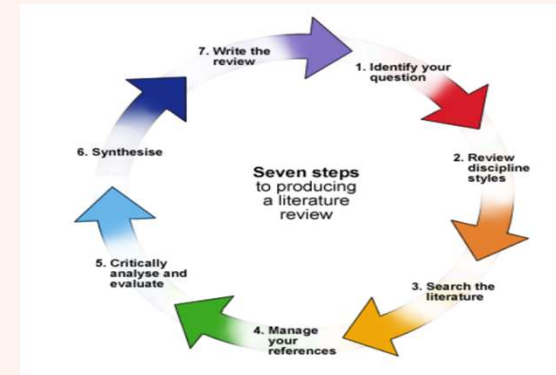 Seven steps
to producing
a literature
review
1. Identify your
question
2. Review
discipline
styles
3. Search the
literature
4. Manage
your
references
5. Critically
analyse and
evaluate
6. Synthesise
7. Write the
review